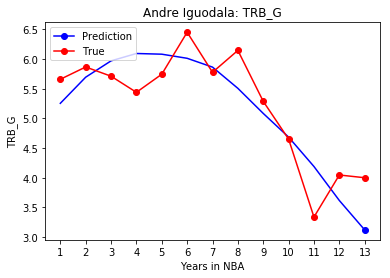 Andre Iguodala: TRB_G
Prediction
True
6.5
6.0
5.5
5.0
4.5
4.0
3.5
3.0
TRB_G
1 2 3 4 5 6 7 8 9 10 11 12 13
Years in NBA